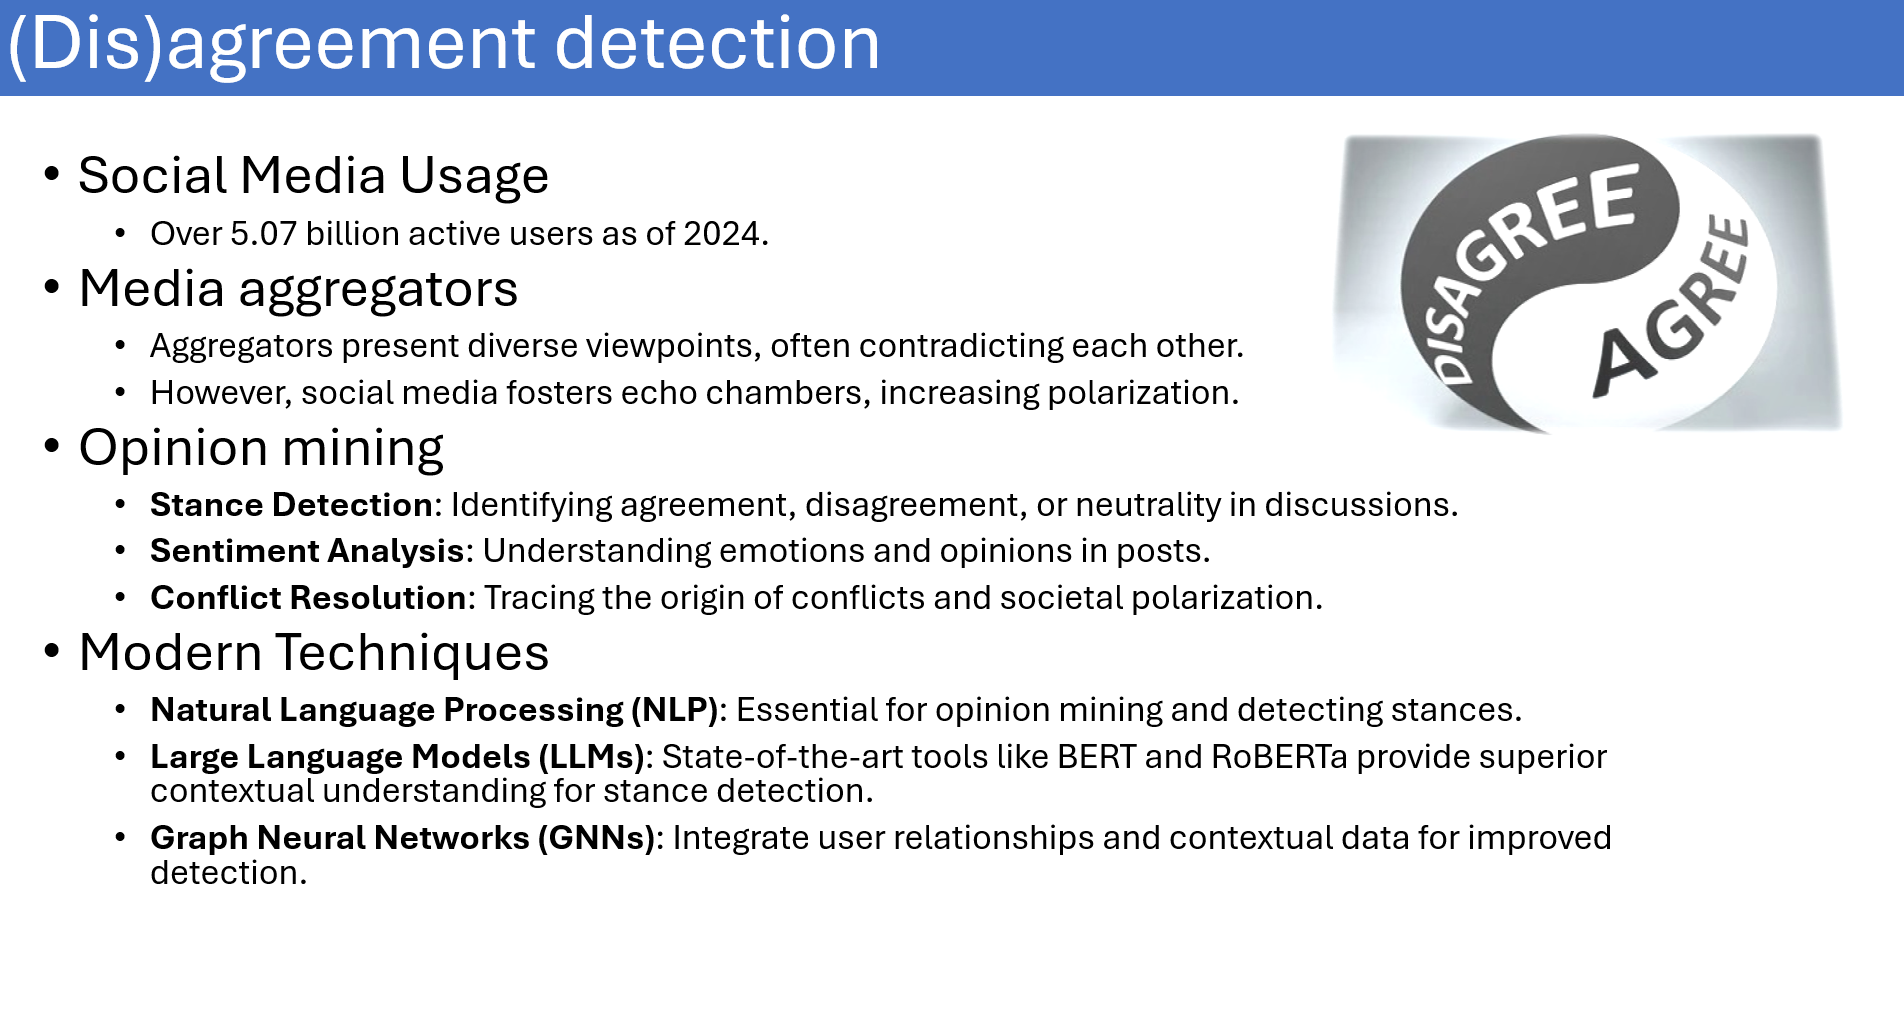 (Dis)agreement detection
• Social Media Usage
• Over 5.07 billion active users as of 2024.
• Media aggregators
• Aggregators present diverse viewpoints, often contradicting each other.
• However, social media fosters echo chambers, increasing polarization.
DISAGREE
AGREE
• Opinion mining
• Stance Detection: Identifying agreement, disagreement, or neutrality in discussions.
• Sentiment Analysis: Understanding emotions and opinions in posts.
• Conflict Resolution: Tracing the origin of conflicts and societal polarization.
• Modern Techniques
• Natural Language Processing (NLP): Essential for opinion mining and detecting stances.
• Large Language Models (LLMs): State-of-the-art tools like BERT and RoBERTa provide superior
contextual understanding for stance detection.
• Graph Neural Networks (GNNs): Integrate user relationships and contextual data for improved
detection.